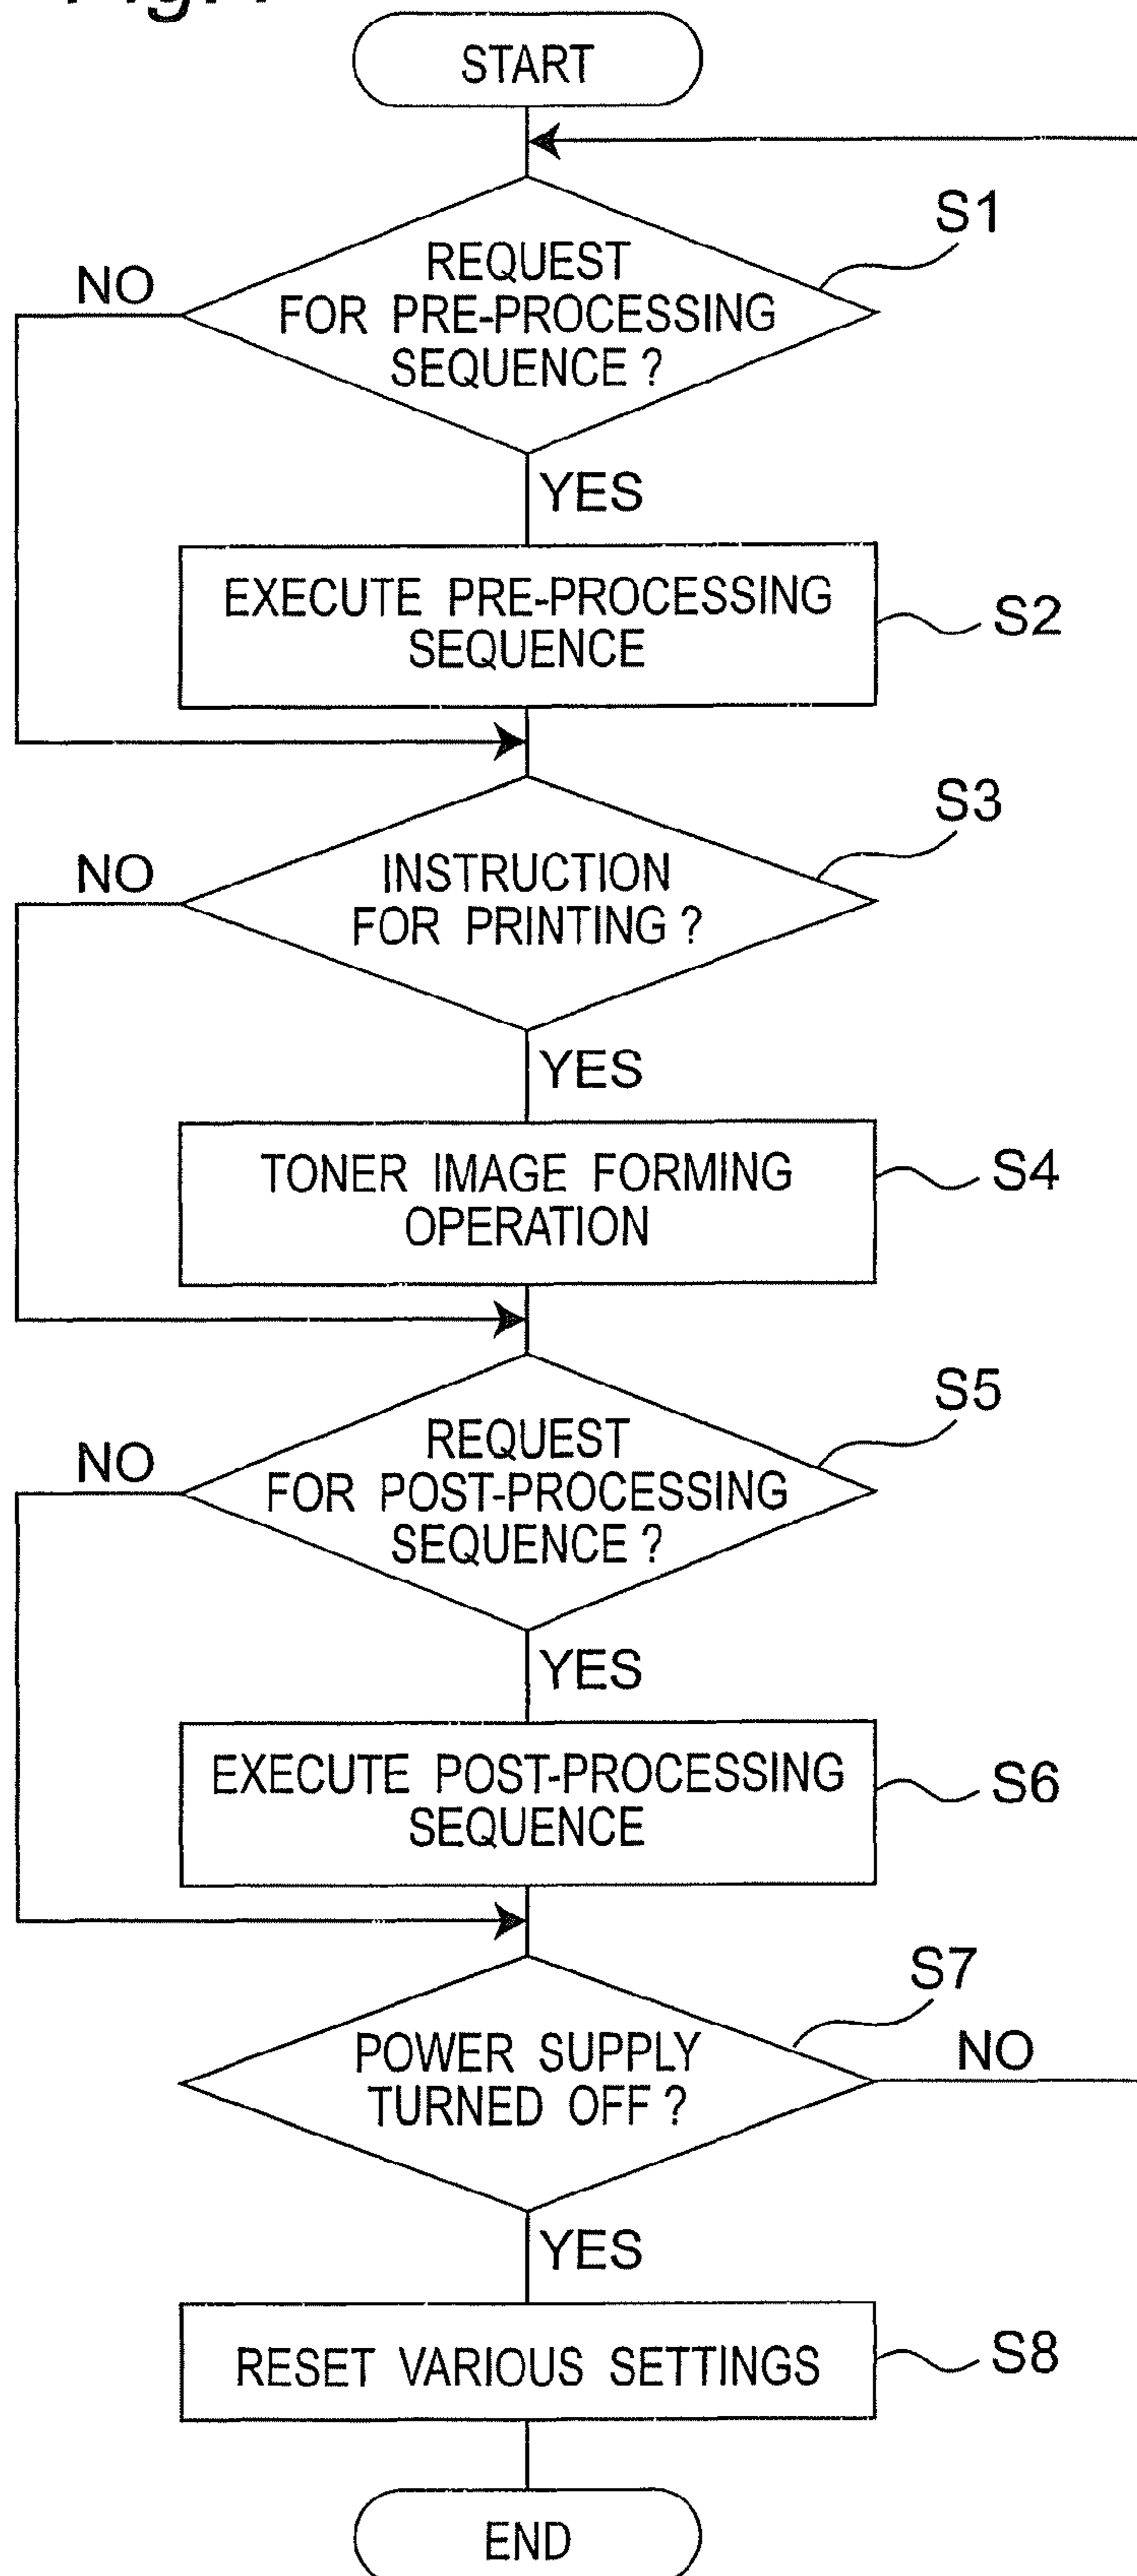 START
S1
REQUEST
NO
FOR PRE-PROCESSING
SEQUENCE ?
YES
EXECUTE PRE-PROCESSING
S2
SEQUENCE
S3
INSTRUCTION
NO
FOR PRINTING ?
YES
TONER IMAGE FORMING
S4
OPERATION
S5
REQUEST
NO
FOR POST-PROCESSING
SEQUENCE ?
YES
EXECUTE POST-PROCESSING
S6
SEQUENCE
S7
POWER SUPPLY
NO
TURNED OFF ?
YES
RESET VARIOUS SETTINGS
S8
END